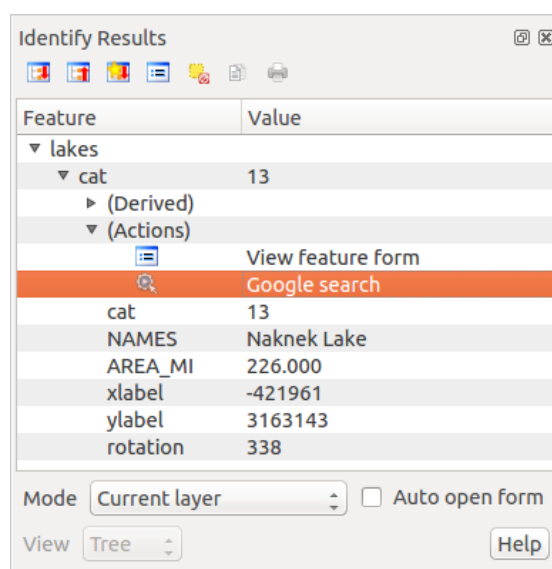 Identify Results
Feature Value
lakes
cat 13
(Derived)
(Actions)
View feature form
Google search
cat 13
NAMES Naknek Lake
AREA_MI 226.000
xlabel -421961
ylabel 3163143
rotation 338
Mode Current layer Auto open form
View Tree Help